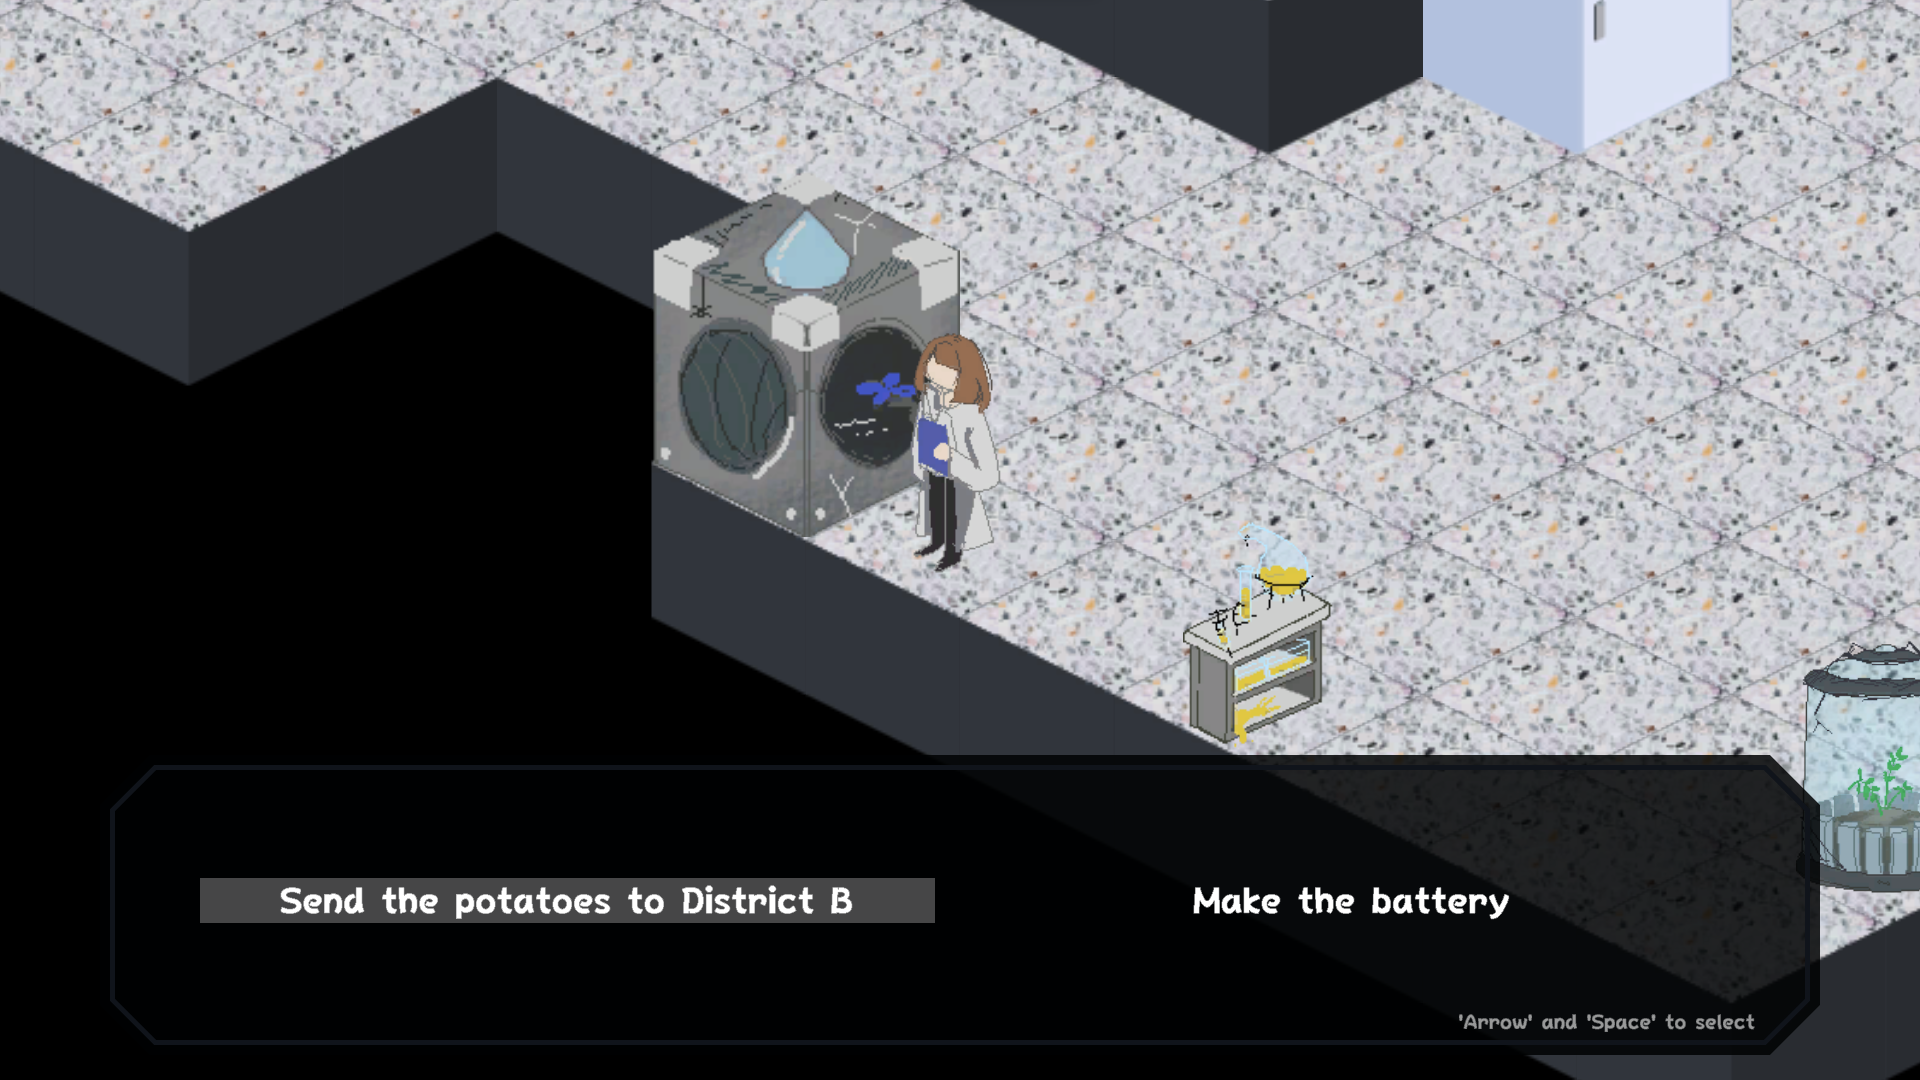 Send the potatoes to District B
Make the battery
'Arrow' and 'Space' to select